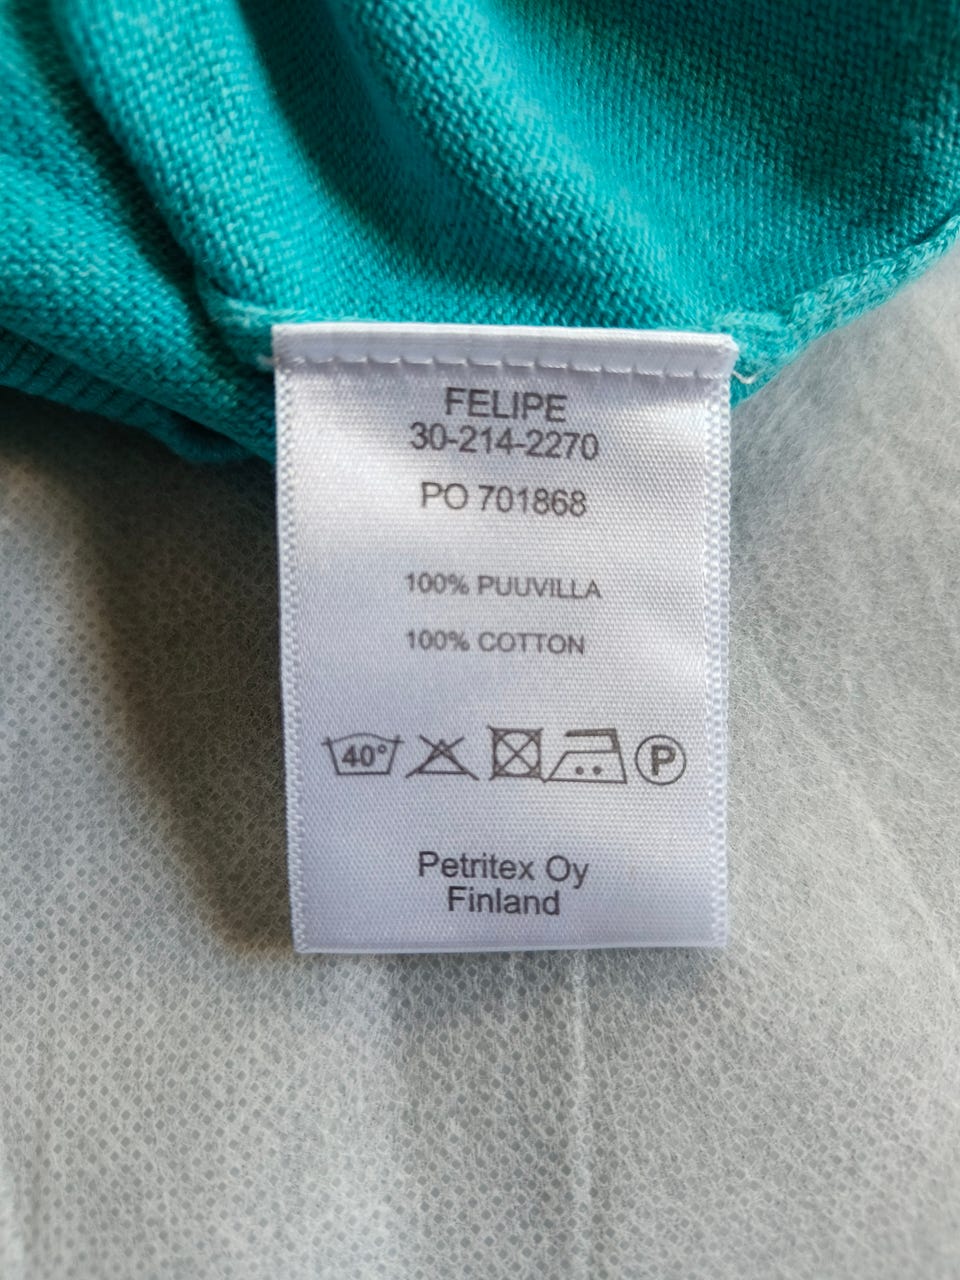 FELIPE
30-214-2270
PO 701868
100% PUUVILLA
100% COTTON
40° P
Petritex Oy
Finland